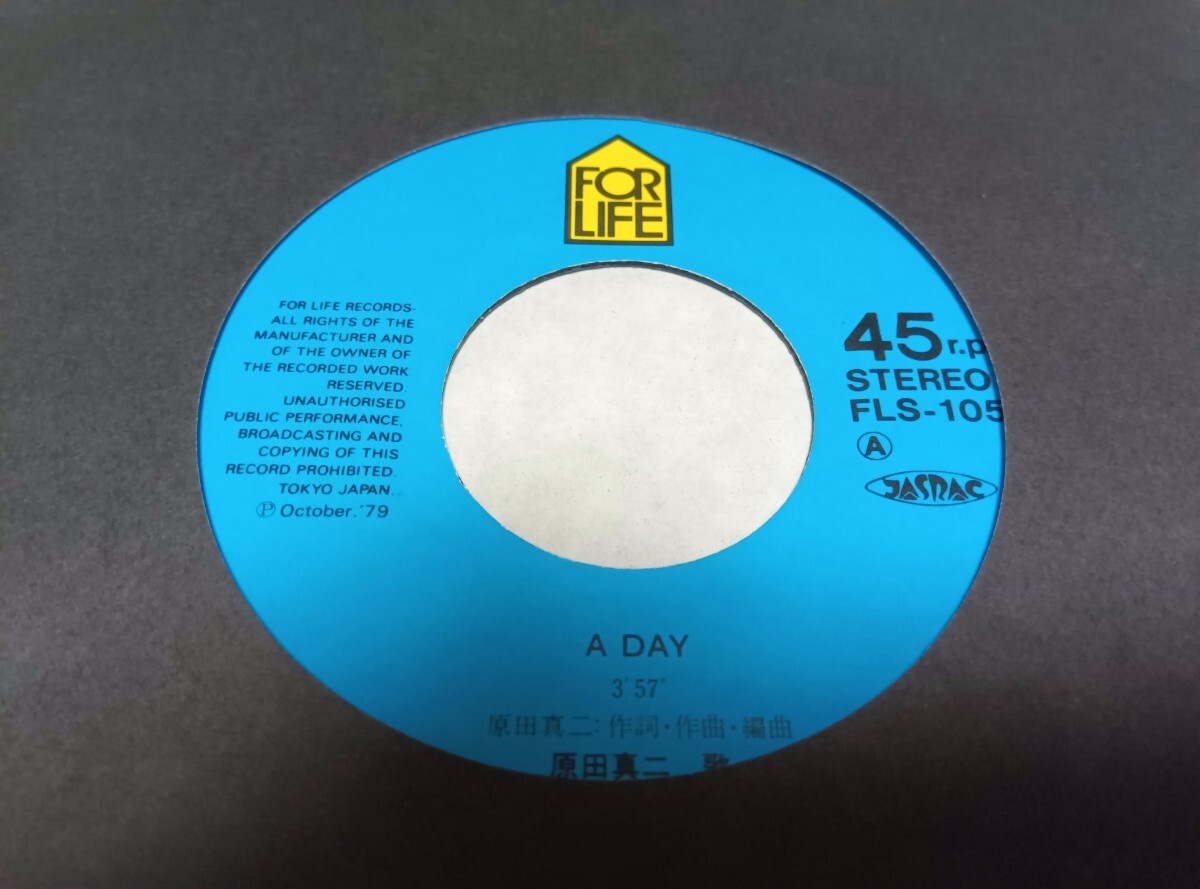 FOR
LIFE
FOR LIFE RECORDS-
ALL RIGHTS OF THE
MANUFACTURER AND
OF THE OWNER OF
THE RECORDED WORK
RESERVED.
UNAUTHORISED
PUBLIC PERFORMANCE,
BROADCASTING AND
COPYING OF THIS
RECORD PROHIBITED.
TOKYO JAPAN.
Ⓟ October.'79
45 r.p
STEREO
FLS-105
Ⓐ
JASRAC
A DAY
3'57"
原田真二:作詞・作曲・編曲
原田真二 歌